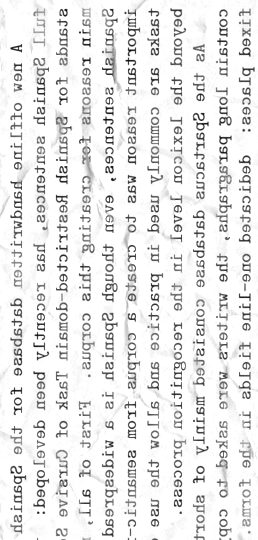 A new offline handwritten database for the Spanish
full Spanish sentences, has recently been developed:
stands for Spanish Restricted-domain Task of Cursive S
main reasons for creating this corpus. First of all,
Spanish sentences, even though Spanish is a widespread
important reason was to create a corpus from semantic-
tasks are commonly used in practice and allow the use
beyond the lexicon level in the recognition process.
As the Spartacus database consisted mainly of short
contain long paragraphs, the writers were asked to cop
fixed places: dedicated one-line fields in the forms.